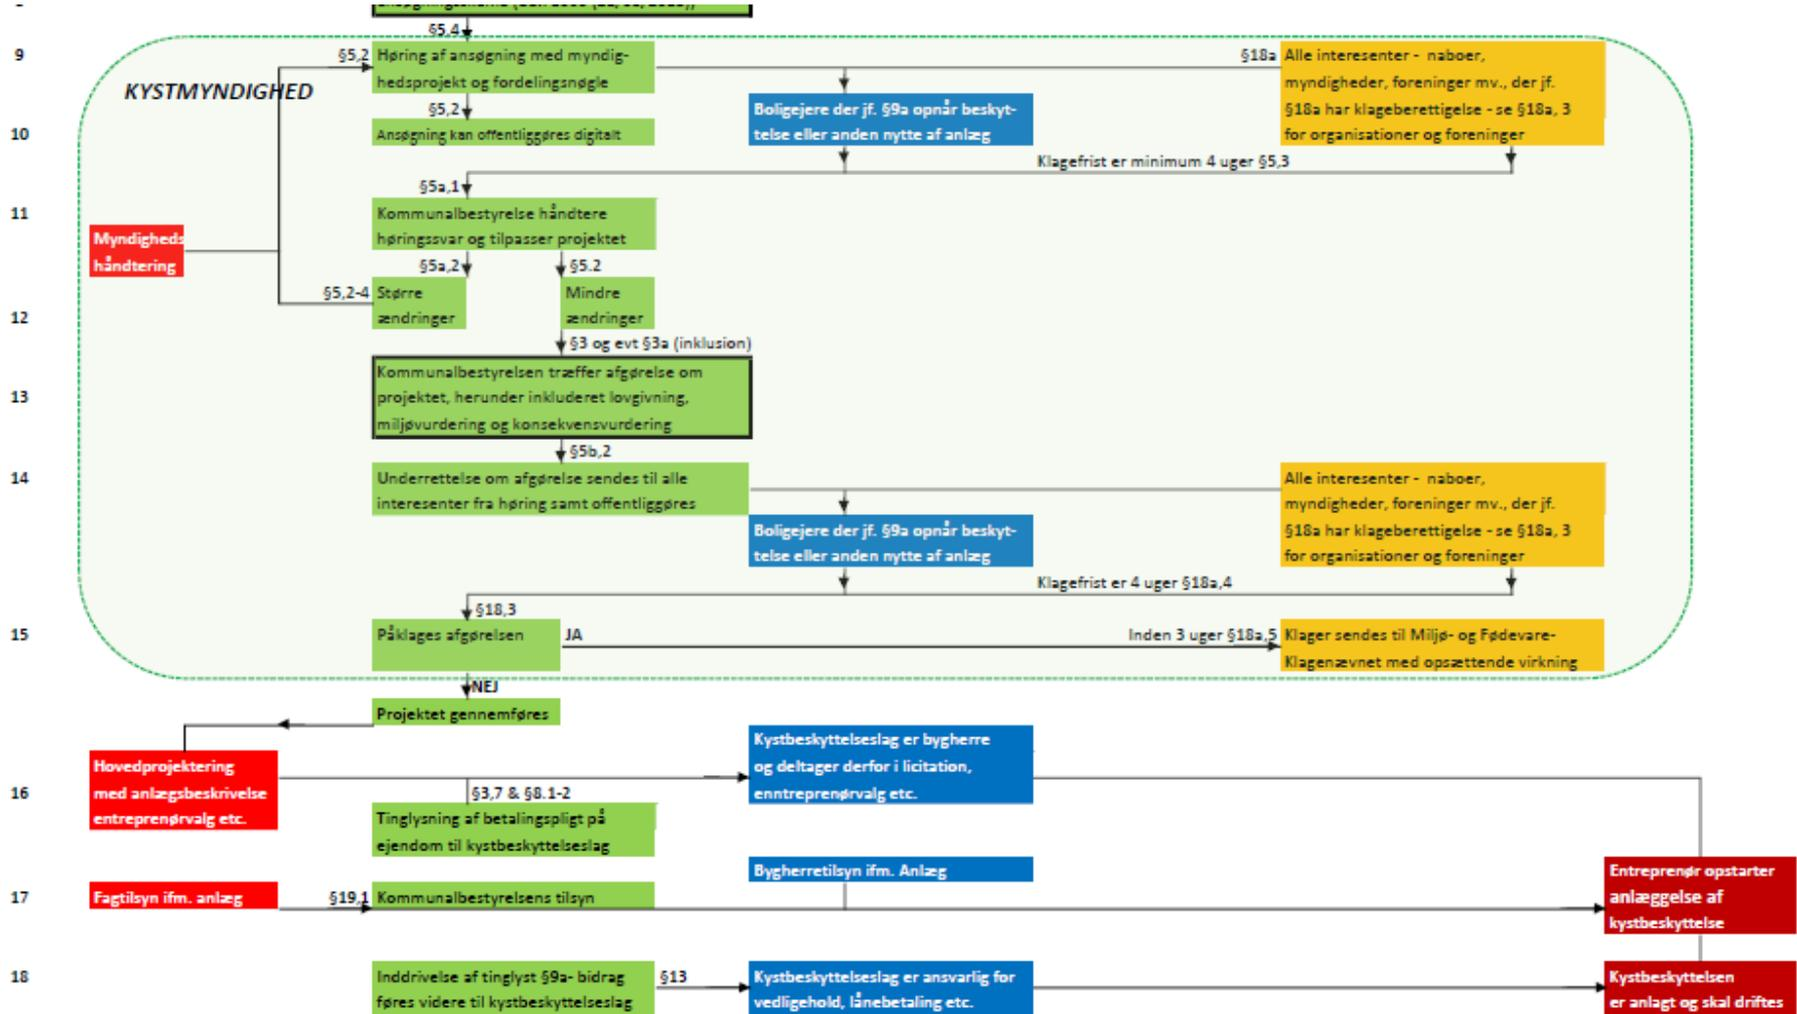 §5.4
9
§5,2
Høring af ansøgning med myndig-
hedsprojekt og fordelingsnøgle
§18a
Alle interesenter - naboer,
myndigheder, foreninger mv., der jf.
§18a har klageberettigelse - se §18a, 3
for organisationer og foreninger
KYSTMYNDIGHED
§5,2
Boligejere der jf. §9a opnår beskyt-
telse eller anden nytte af anlæg
10
Ansøgning kan offentliggøres digitalt
Klagefrist er minimum 4 uger §5,3
§5a,1
11
Kommunalbestyrelse håndtere
høringssvar og tilpasser projektet
Myndigheds
håndtering
§5a,2
§5.2
§5,2-4
Større
ændringer
Mindre
ændringer
12
§3 og evt §3a (inklusion)
13
Kommunalbestyrelsen træffer afgørelse om
projektet, herunder inkluderet lovgivning,
miljøvurdering og konsekvensvurdering
§5b,2
14
Underrettelse om afgørelse sendes til alle
interesenter fra høring samt offentliggøres
Alle interesenter - naboer,
myndigheder, foreninger mv., der jf.
§18a har klageberettigelse - se §18a, 3
for organisationer og foreninger
Boligejere der jf. §9a opnår beskyt-
telse eller anden nytte af anlæg
Klagefrist er 4 uger §18a,4
§18,3
15
Påklages afgørelsen
JA
Inden 3 uger §18a,5
Klager sendes til Miljø- og Fødevare-
Klagenævnet med opsættende virkning
NEJ
Projektet gennemføres
16
Hovedprojektering
med anlægsbeskrivelse
entreprenørvalg etc.
Kystbeskyttelseslag er bygherre
og deltager derfor i licitation,
enntreprenørvalg etc.
§3,7 & §8.1-2
Tinglysning af betalingspligt på
ejendom til kystbeskyttelseslag
Bygherretilsyn ifm. Anlæg
17
Fagtilsyn ifm. anlæg
§19,1
Kommunalbestyrelsens tilsyn
Entreprenør opstarter
anlæggelse af
kystbeskyttelse
18
Inddrivelse af tinglyst §9a- bidrag
føres videre til kystbeskyttelseslag
§13
Kystbeskyttelseslag er ansvarlig for
vedligehold, lånebetaling etc.
Kystbeskyttelsen
er anlagt og skal driftes